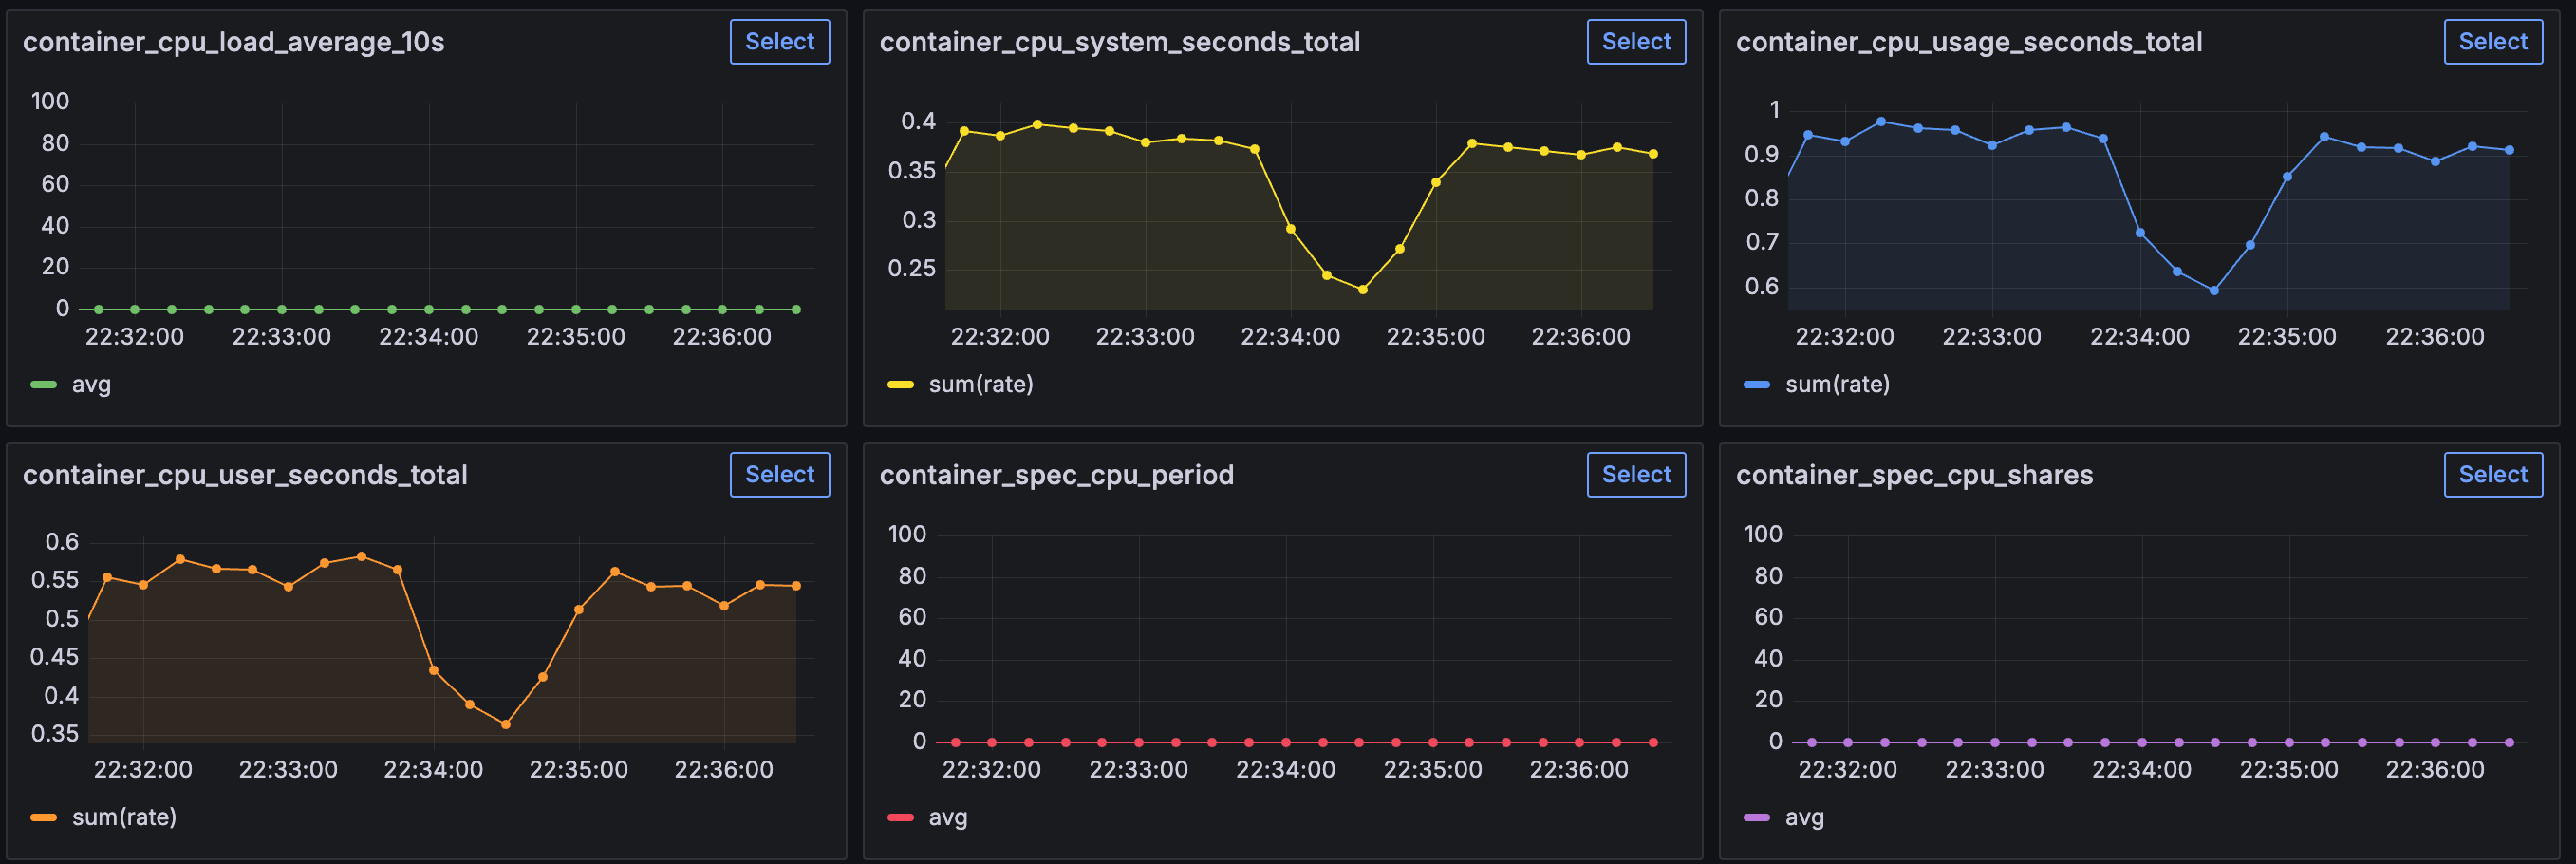 container_cpu_load_average_10s
Select
100
80
60
40
20
0
22:32:00 22:33:00 22:34:00 22:35:00 22:36:00
avg
container_cpu_system_seconds_total
Select
0.4
0.35
0.3
0.25
22:32:00 22:33:00 22:34:00 22:35:00 22:36:00
sum(rate)
container_cpu_usage_seconds_total
Select
1
0.9
0.8
0.7
0.6
22:32:00 22:33:00 22:34:00 22:35:00 22:36:00
sum(rate)
container_cpu_user_seconds_total
Select
0.6
0.55
0.5
0.45
0.4
0.35
22:32:00 22:33:00 22:34:00 22:35:00 22:36:00
sum(rate)
container_spec_cpu_period
Select
100
80
60
40
20
0
22:32:00 22:33:00 22:34:00 22:35:00 22:36:00
avg
container_spec_cpu_shares
Select
100
80
60
40
20
0
22:32:00 22:33:00 22:34:00 22:35:00 22:36:00
avg